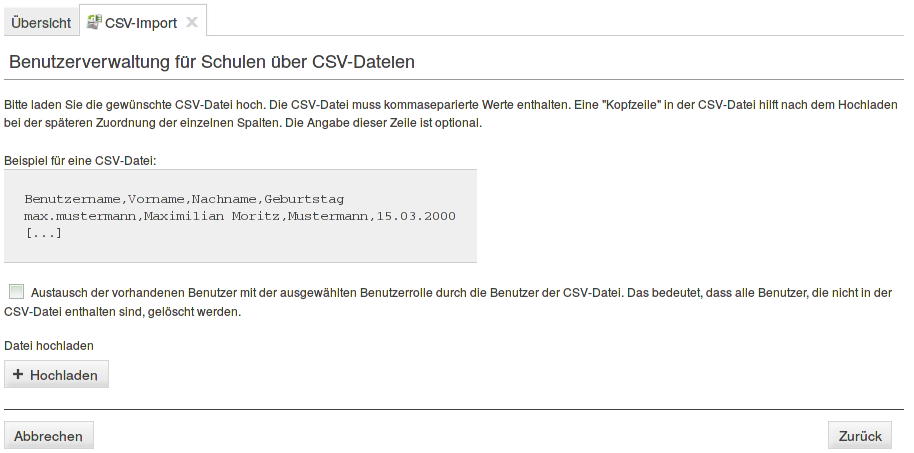 Übersicht CSV-Import
Benutzerverwaltung für Schulen über CSV-Dateien
Bitte laden Sie die gewünschte CSV-Datei hoch. Die CSV-Datei muss kommaseparierte Werte enthalten. Eine "Kopfzeile" in der CSV-Datei hilft nach dem Hochladen
bei der späteren Zuordnung der einzelnen Spalten. Die Angabe dieser Zeile ist optional.
Beispiel für eine CSV-Datei:
Benutzername,Vorname,Nachname,Geburtstag
max.mustermann,Maximilian Moritz,Mustermann,15.03.2000
[...]
Austausch der vorhandenen Benutzer mit der ausgewählten Benutzerrolle durch die Benutzer der CSV-Datei. Das bedeutet, dass alle Benutzer, die nicht in der
CSV-Datei enthalten sind, gelöscht werden.
Datei hochladen
Hochladen
Abbrechen Zurück